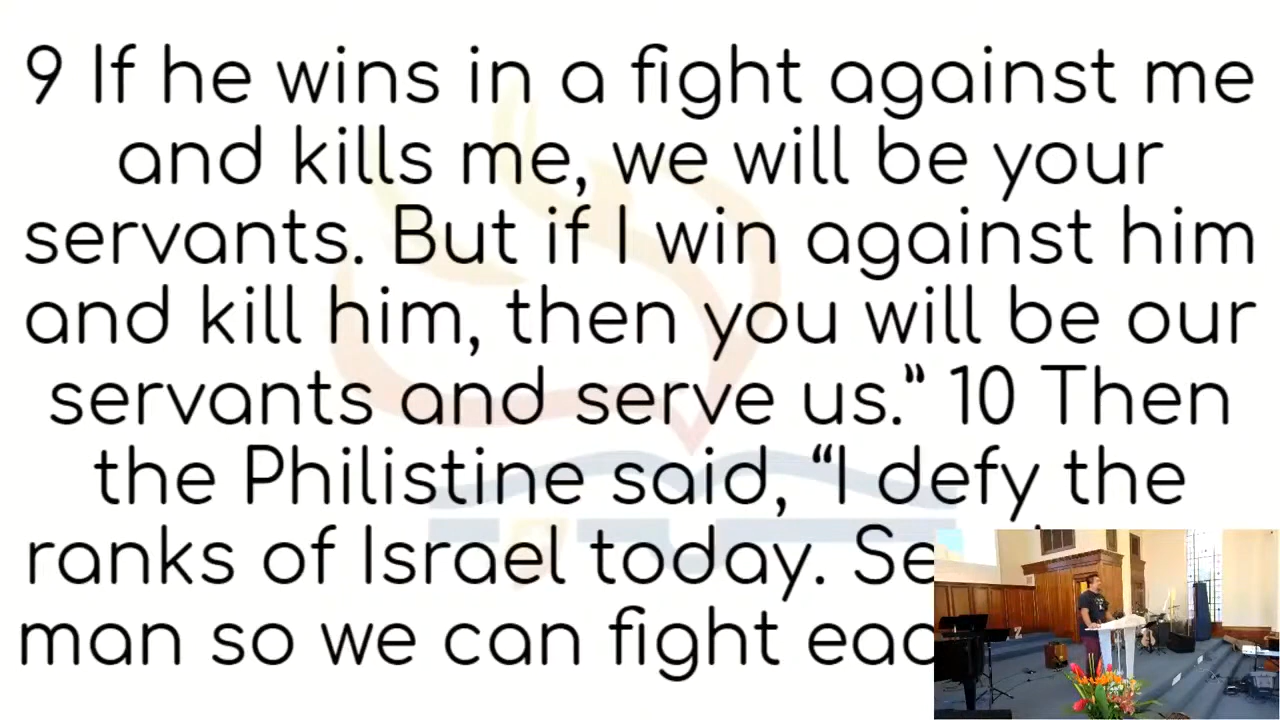 9 If he wins in a fight against me
and kills me, we will be your
servants. But if I win against him
and kill him, then you will be our
servants and serve us.” 10 Then
the Philistine said, “I defy the
ranks of Israel today.
man so we can fight